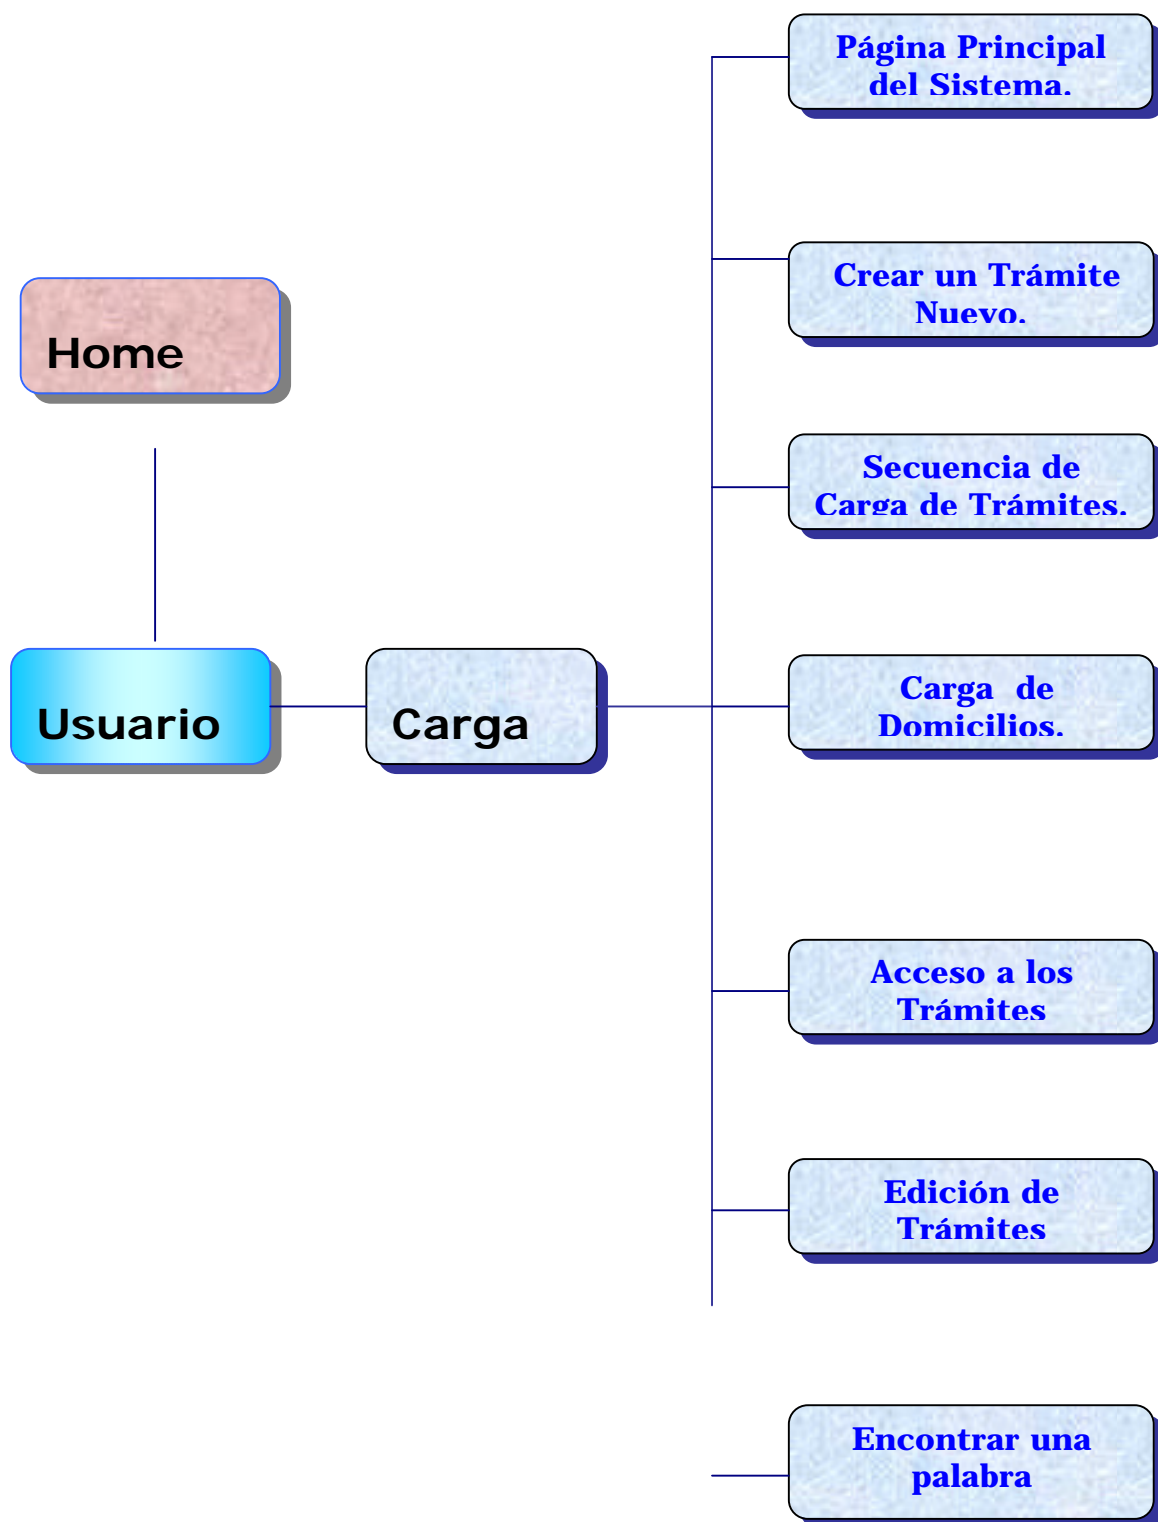 Página Principal
del Sistema.
Crear un Trámite
Nuevo.
Home
Secuencia de
Carga de Trámites.
Usuario
Carga
Carga de
Domicilios.
Acceso a los
Trámites
Edición de
Trámites
Encontrar una
palabra